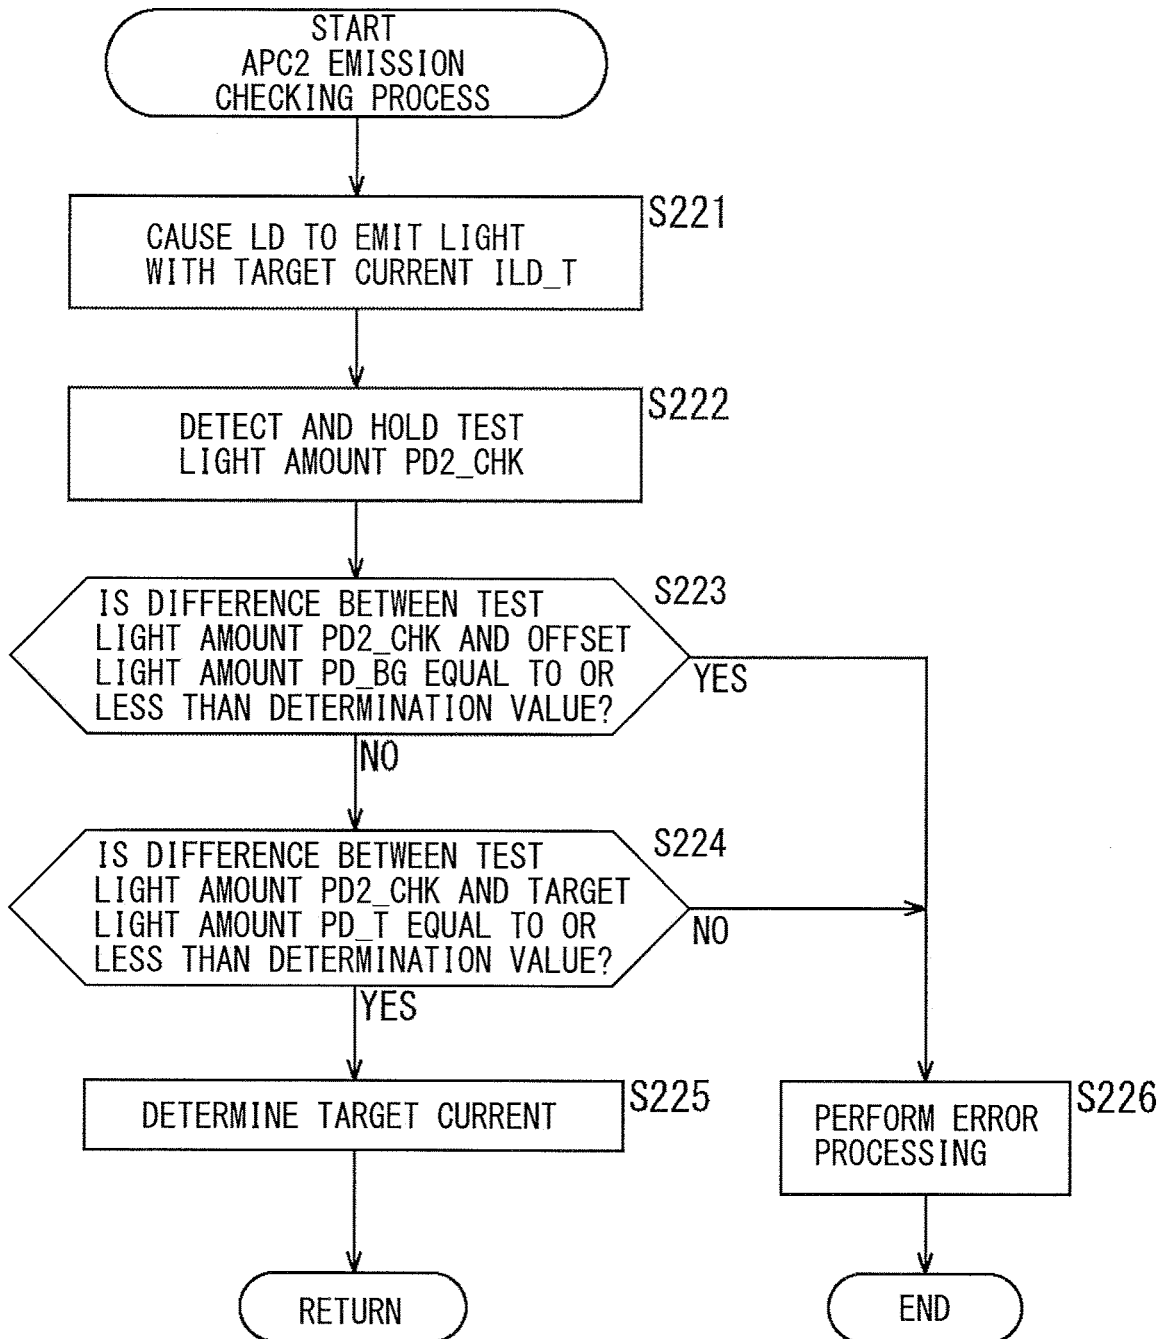 START
APC2 EMISSION
CHECKING PROCESS
S221
CAUSE LD TO EMIT LIGHT
WITH TARGET CURRENT ILD_T
S222
DETECT AND HOLD TEST
LIGHT AMOUNT PD2_CHK
S223
IS DIFFERENCE BETWEEN TEST
LIGHT AMOUNT PD2_CHK AND OFFSET
LIGHT AMOUNT PD_BG EQUAL TO OR
LESS THAN DETERMINATION VALUE?
YES
NO
S224
IS DIFFERENCE BETWEEN TEST
LIGHT AMOUNT PD2_CHK AND TARGET
LIGHT AMOUNT PD_T EQUAL TO OR
LESS THAN DETERMINATION VALUE?
NO
YES
S225
DETERMINE TARGET CURRENT
S226
PERFORM ERROR
PROCESSING
RETURN
END